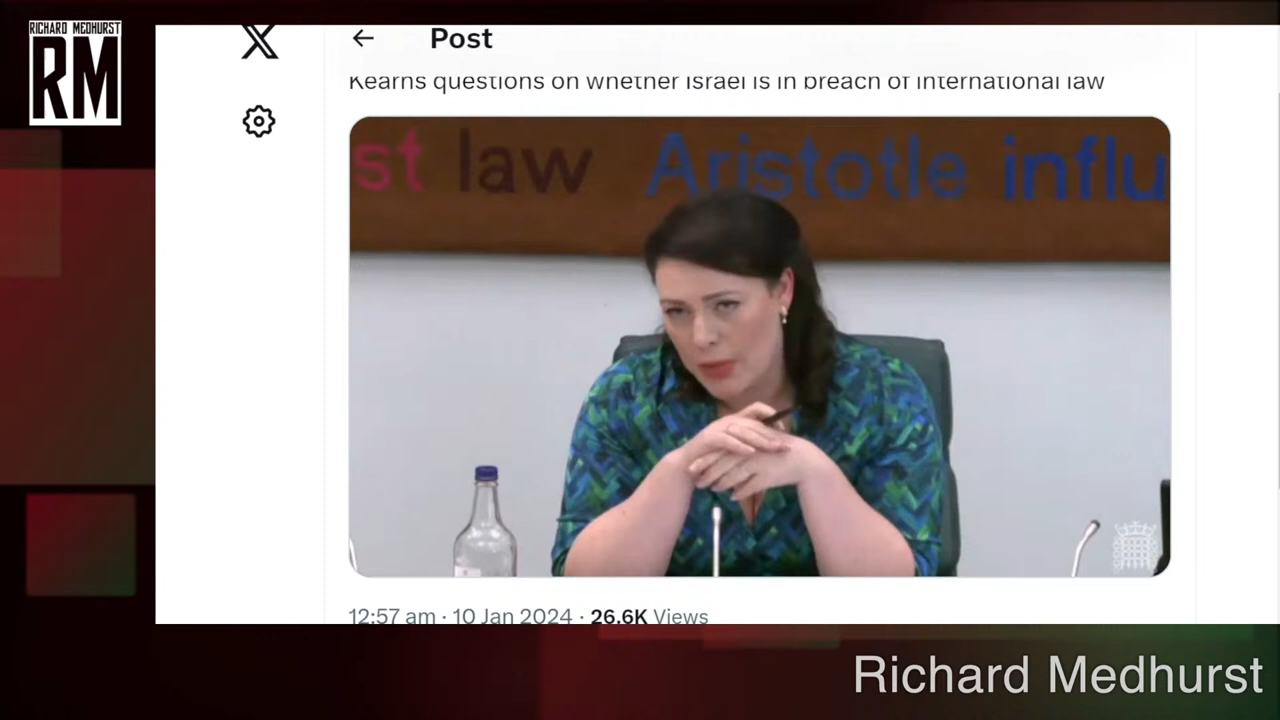 RICHARD MEDHURST
RM
Post
Kearns questions on whether Israel is in breach of international law
st law Aristotle influ
12:57 am · 10 Jan 2024 · 26.6K Views
Richard Medhurst